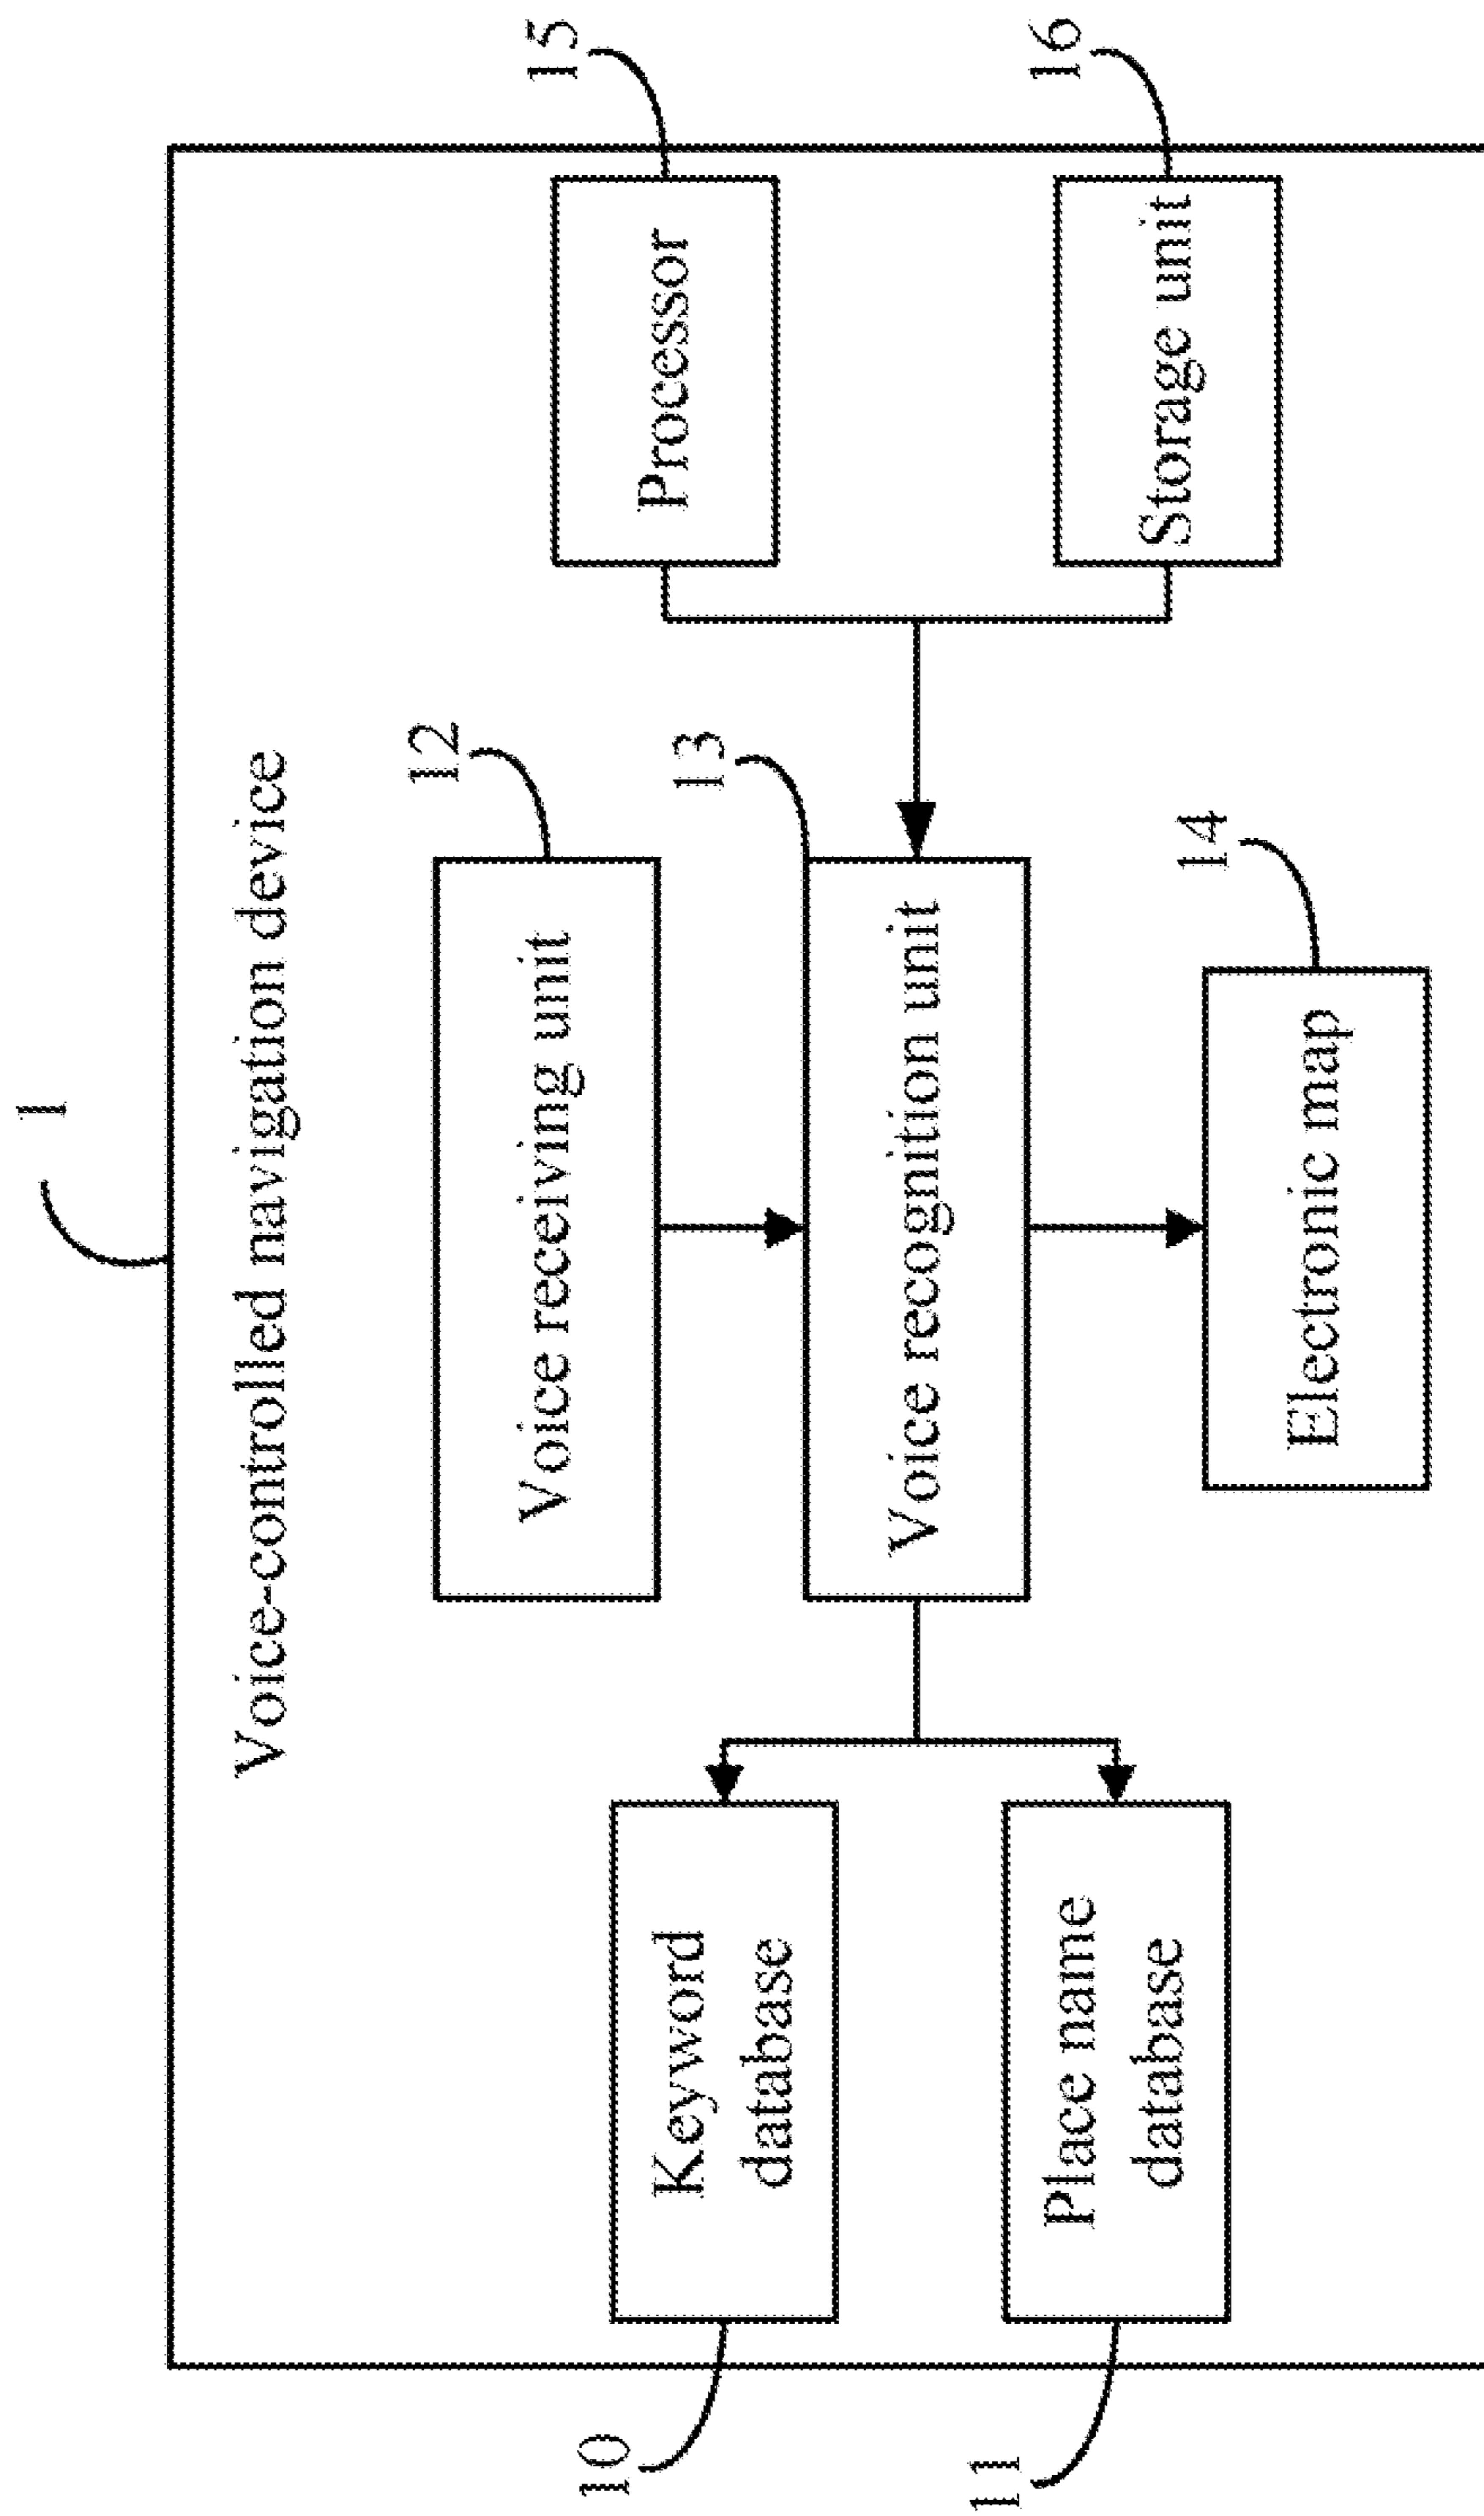 1
Voice-controlled navigation device
10
Keyword
database
11
Place name
database
12
Voice receiving unit
13
Voice recognition unit
14
Electronic map
15
Processor
16
Storage unit